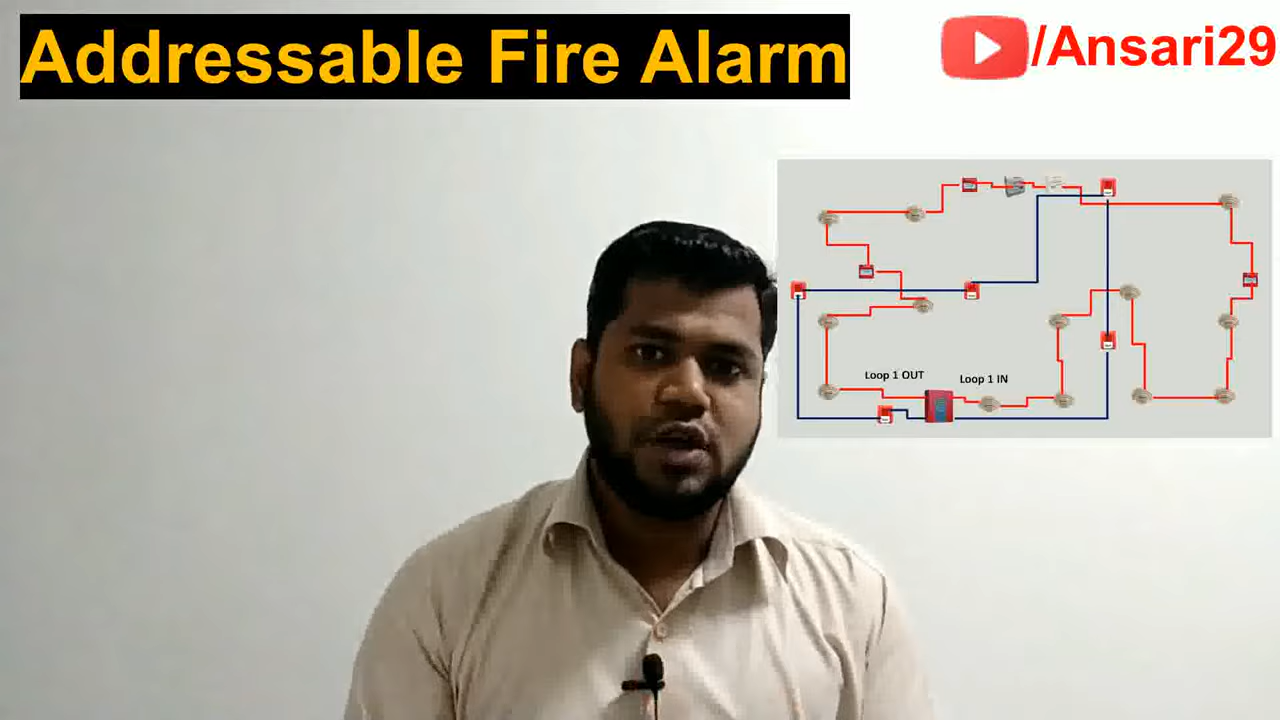 Addressable Fire Alarm
/Ansari29
Loop 1 OUT
Loop 1 IN